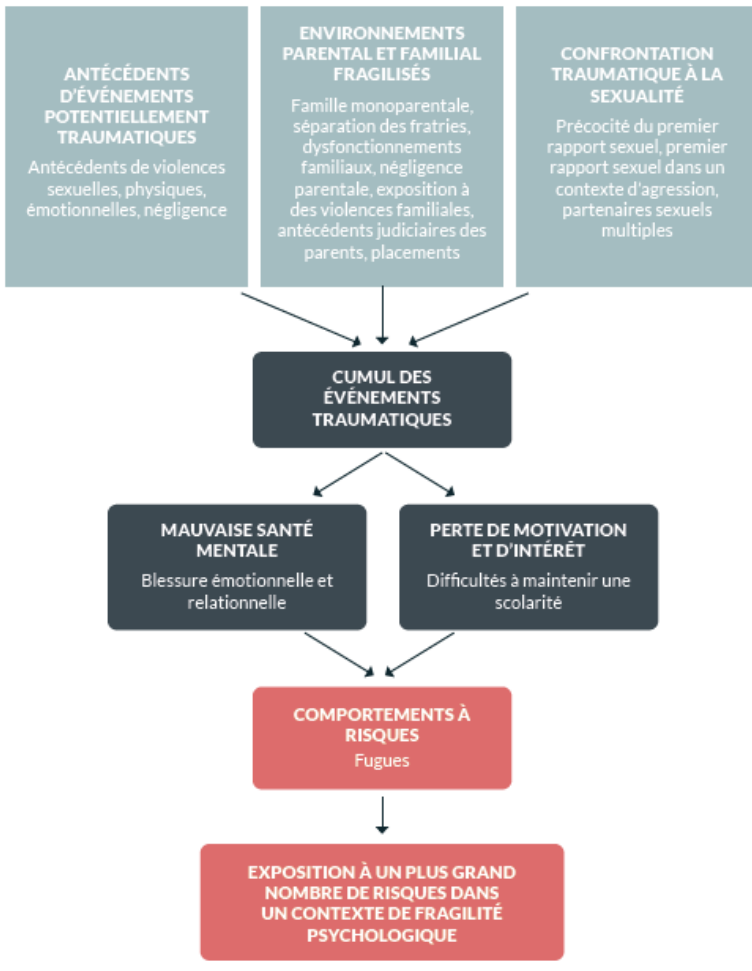 ANTÉCÉDENTS
D'ÉVÉNEMENTS
POTENTIELLEMENT
TRAUMATIQUES
Antécédents de violences
sexuelles, physiques,
émotionnelles, négligence
ENVIRONNEMENTS
PARENTAL ET FAMILIAL
FRAGILISÉS
Famille monoparentale,
séparation des fratries,
dysfonctionnements
familiaux, négligence
parentale, exposition à
des violences familiales,
antécédents judiciaires des
parents, placements
CONFRONTATION
TRAUMATIQUE À LA
SEXUALITÉ
Précocité du premier
rapport sexuel, premier
rapport sexuel dans un
contexte d'agression,
partenaires sexuels
multiples
CUMUL DES
ÉVÉNEMENTS
TRAUMATIQUES
MAUVAISE SANTÉ
MENTALE
Blessure émotionnelle et
relationnelle
PERTE DE MOTIVATION
ET D'INTÉRÊT
Difficultés à maintenir une
scolarité
COMPORTEMENTS À
RISQUES
Fugues
EXPOSITION À UN PLUS GRAND
NOMBRE DE RISQUES DANS
UN CONTEXTE DE FRAGILITÉ
PSYCHOLOGIQUE